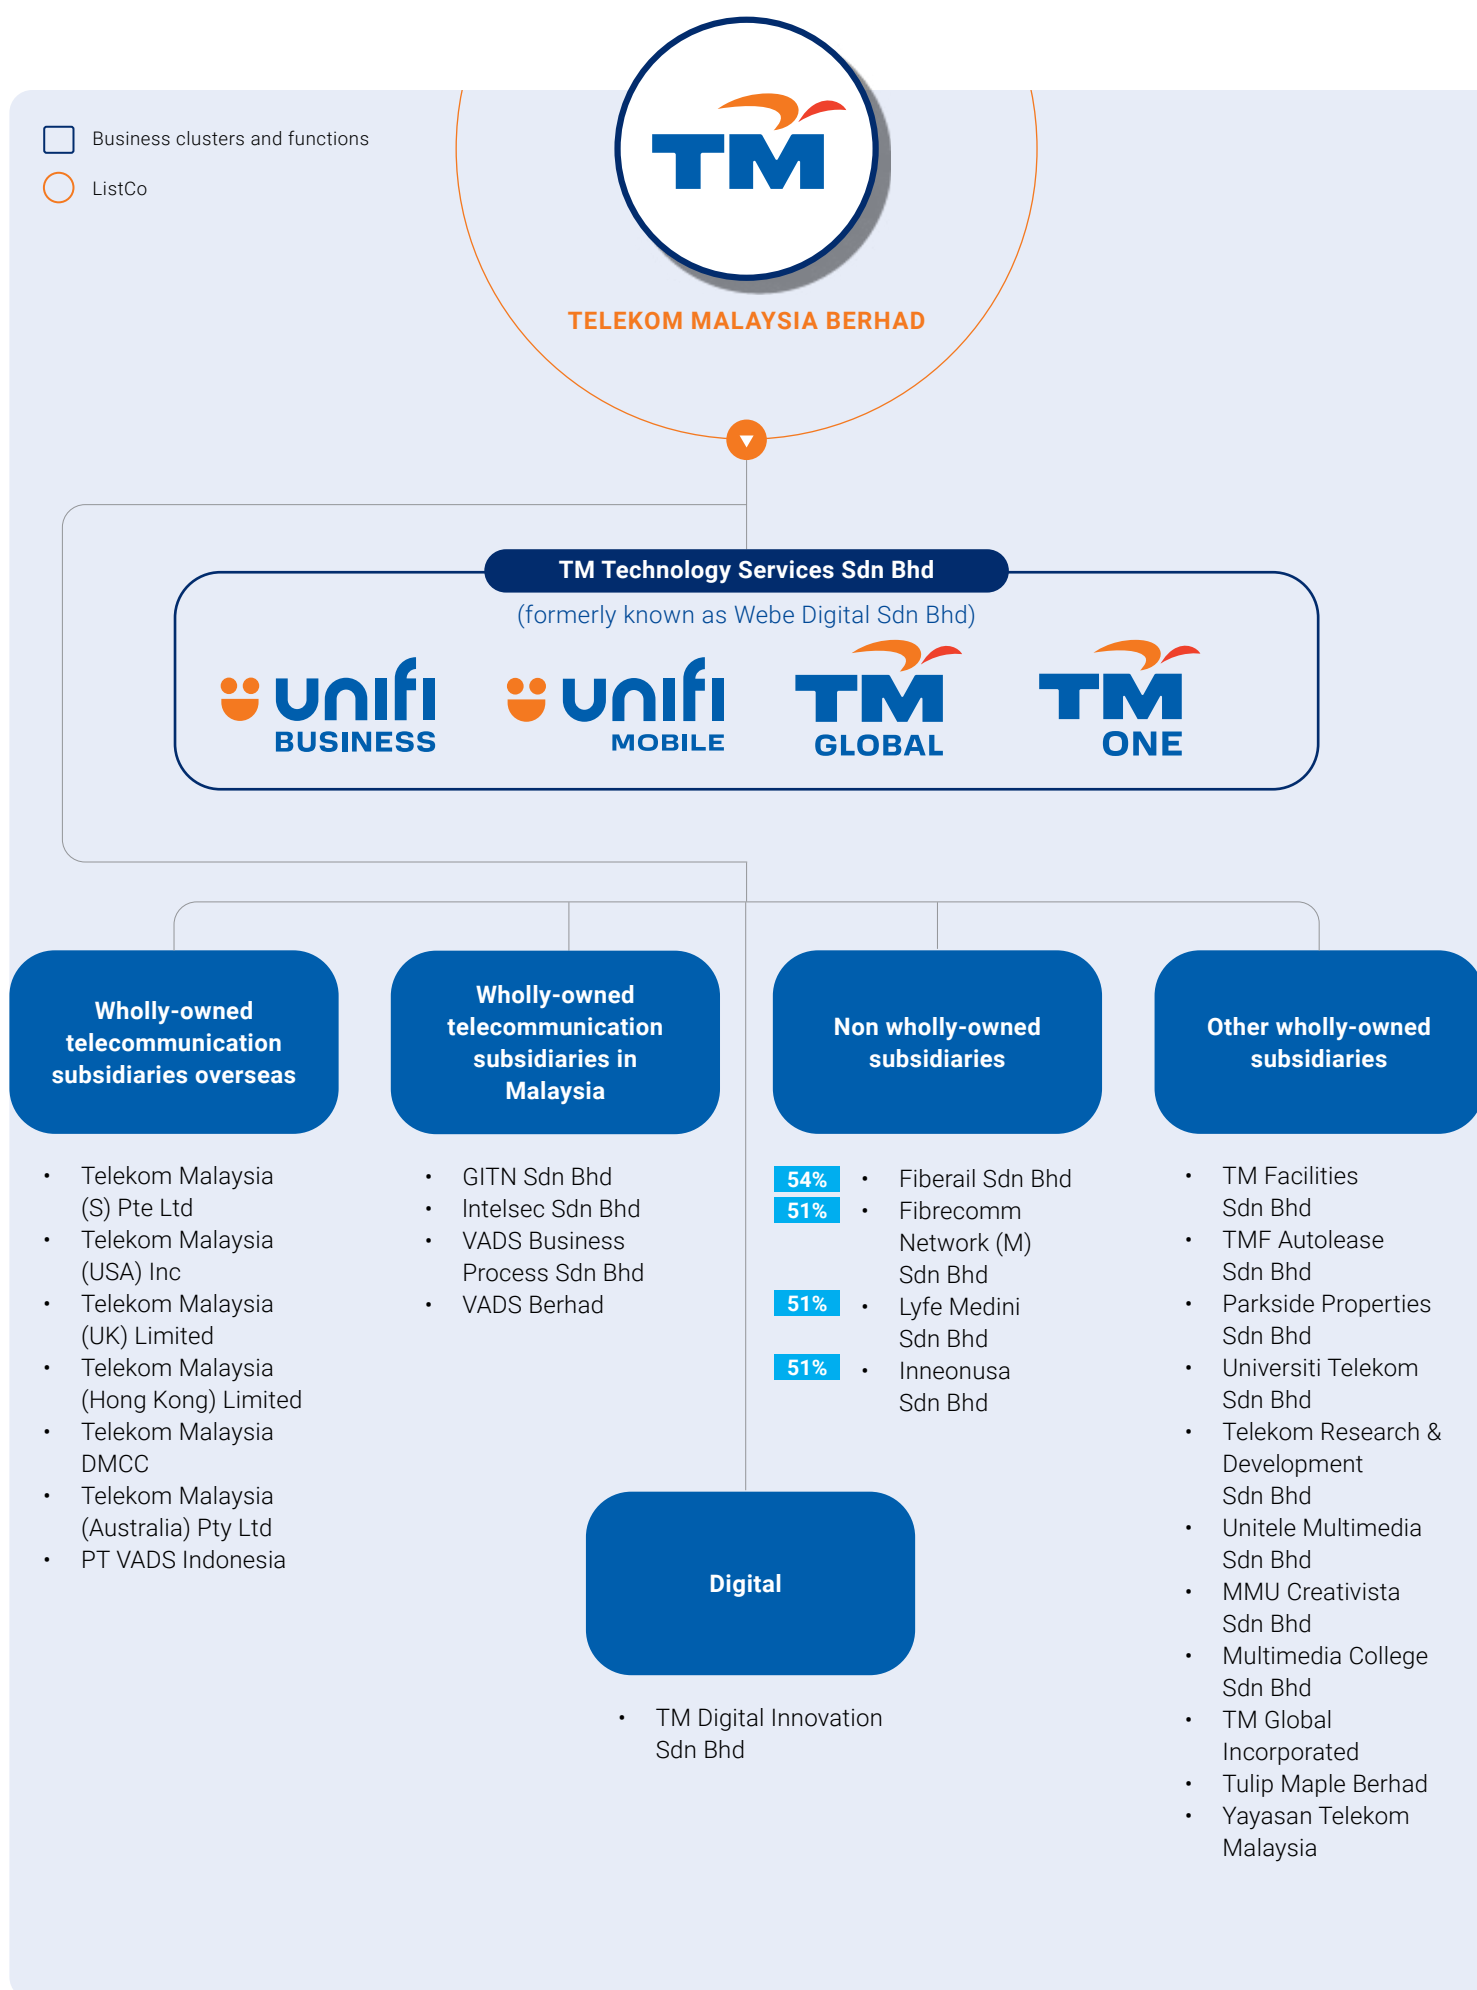 TM
Business clusters and functions
ListCo
TELEKOM MALAYSIA BERHAD
TM Technology Services Sdn Bhd
(formerly known as Webe Digital Sdn Bhd)
unifi
BUSINESS
unifi
MOBILE
TM
GLOBAL
TM
ONE
Wholly-owned
telecommunication
subsidiaries overseas
• Telekom Malaysia
(S) Pte Ltd
• Telekom Malaysia
(USA) Inc
• Telekom Malaysia
(UK) Limited
• Telekom Malaysia
(Hong Kong) Limited
• Telekom Malaysia
DMCC
• Telekom Malaysia
(Australia) Pty Ltd
• PT VADS Indonesia
Wholly-owned
telecommunication
subsidiaries in
Malaysia
• GITN Sdn Bhd
• Intelsec Sdn Bhd
• VADS Business
Process Sdn Bhd
• VADS Berhad
Non wholly-owned
subsidiaries
54% • Fiberail Sdn Bhd
51% • Fibrecomm
Network (M)
Sdn Bhd
51% • Lyfe Medini
Sdn Bhd
51% • Inneonusa
Sdn Bhd
Digital
• TM Digital Innovation
Sdn Bhd
Other wholly-owned
subsidiaries
• TM Facilities
Sdn Bhd
• TMF Autolease
Sdn Bhd
• Parkside Properties
Sdn Bhd
• Universiti Telekom
Sdn Bhd
• Telekom Research &
Development
Sdn Bhd
• Unitele Multimedia
Sdn Bhd
• MMU Creativista
Sdn Bhd
• Multimedia College
Sdn Bhd
• TM Global
Incorporated
• Tulip Maple Berhad
• Yayasan Telekom
Malaysia